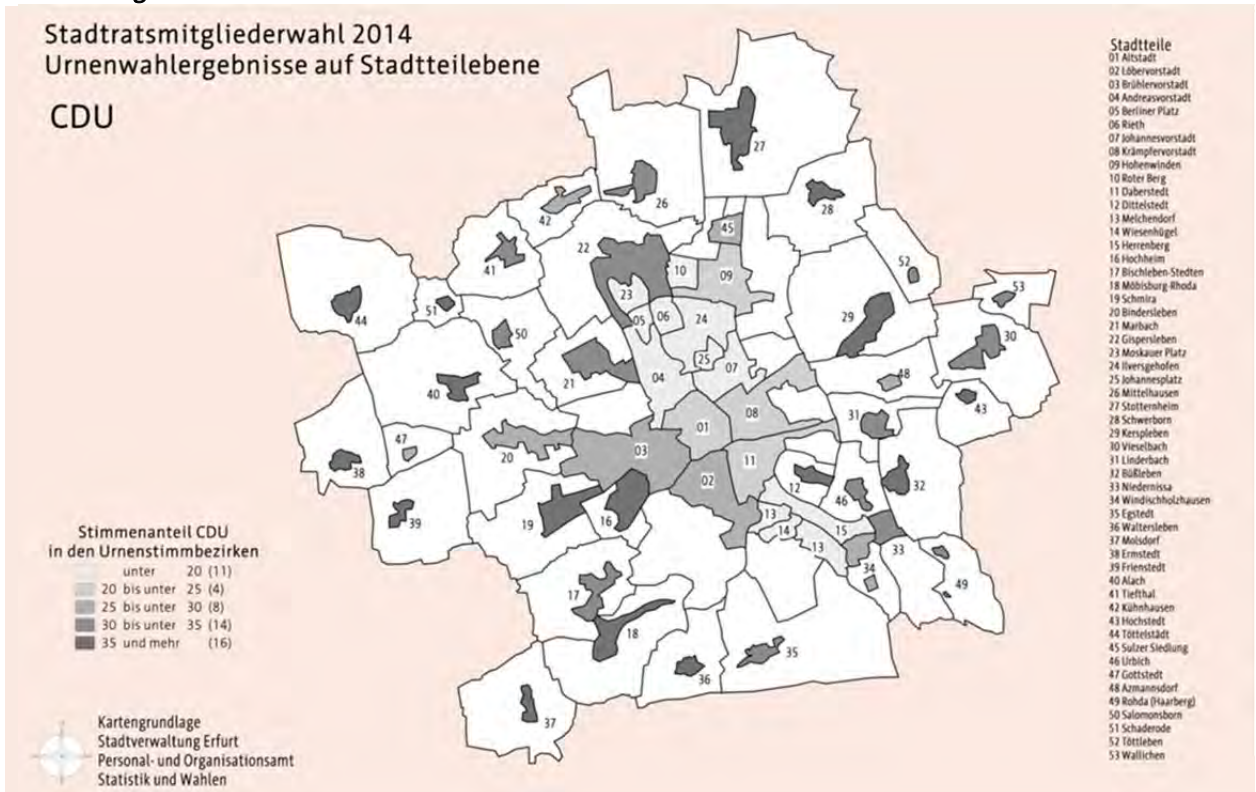 Stadtratsmitgliederwahl 2014
Urnenwahlergebnisse auf Stadtteilebene
CDU
Stadtteile
01 Altstadt
02 Löbervorstadt
03 Brühlervorstadt
04 Andreasvorstadt
05 Berliner Platz
06 Rieth
07 Johannesvorstadt
08 Krämpfervorstadt
09 Hohenwinden
10 Roter Berg
11 Daberstedt
12 Dittelstedt
13 Melchendorf
14 Wiesenhügel
15 Herrenberg
16 Hochheim
17 Bischleben-Stedten
18 Möbisburg-Rhoda
19 Schmira
20 Bindersleben
21 Marbach
22 Gispersleben
23 Moskauer Platz
24 Ilversgehofen
25 Johannesplatz
26 Mittelhausen
27 Stotternheim
28 Schwerborn
29 Kerspleben
30 Vieselbach
31 Linderbach
32 Büßleben
33 Niedernissa
34 Windischholzhausen
35 Egstedt
36 Waltersleben
37 Molsdorf
38 Ermstedt
39 Frienstedt
40 Alach
41 Tiefthal
42 Kühnhausen
43 Hochstedt
44 Töttelstädt
45 Sulzer Siedlung
46 Urbich
47 Gottstedt
48 Azmannsdorf
49 Rohda (Haarberg)
50 Salomonsborn
51 Schaderode
52 Töttleben
53 Wallichen
27
26
28
42
45
22
41
52
10
09
53
23
44
51
05
06
24
29
50
30
25
21
07
48
04
40
43
08
31
01
47
03
20
11
38
02
12
32
46
39
19
16
13
15
14
13
33
34
49
17
18
35
36
37
Stimmenanteil CDU
in den Urnenstimmbezirken
unter 20 (11)
20 bis unter 25 (4)
25 bis unter 30 (8)
30 bis unter 35 (14)
35 und mehr (16)
Kartengrundlage
Stadtverwaltung Erfurt
Personal- und Organisationsamt
Statistik und Wahlen